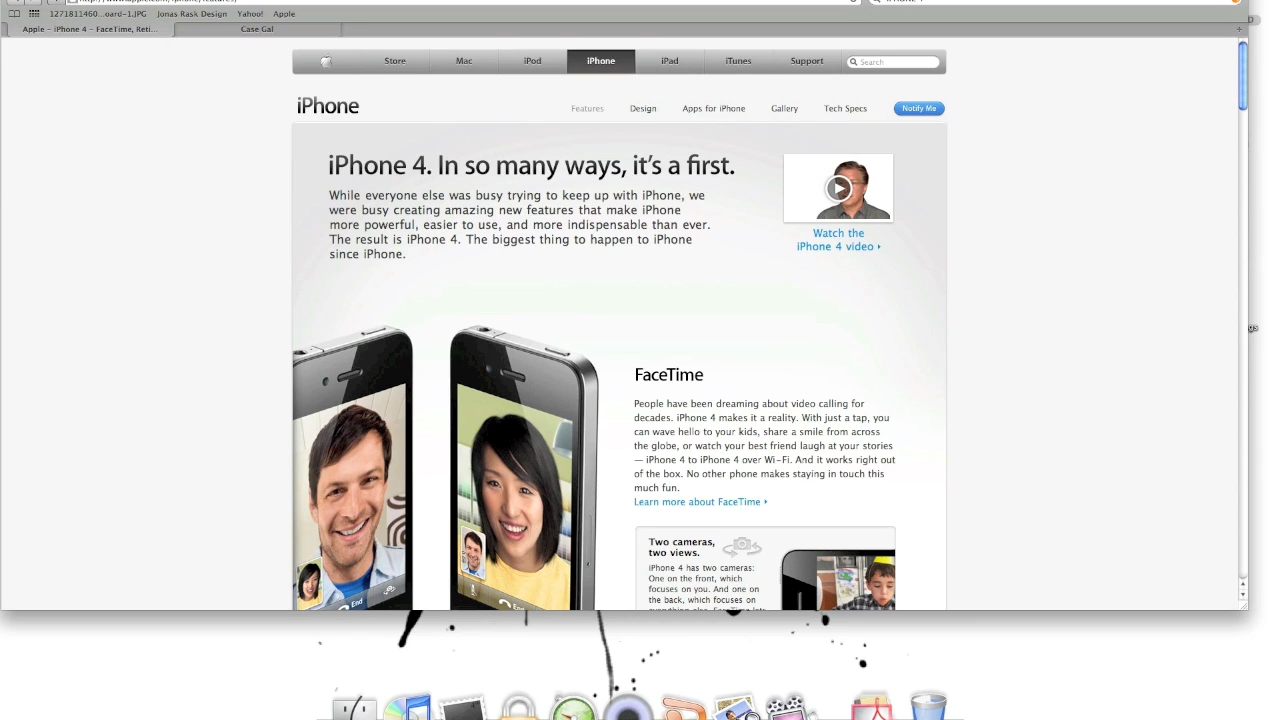 1271811460...oard-1.JPG Jonas Rask Design Yahoo! Apple
Apple - iPhone 4 - FaceTime, Reti... Case Gal
Store Mac iPod iPhone iPad iTunes Support Search
iPhone
Features Design Apps for iPhone Gallery Tech Specs Notify Me
iPhone 4. In so many ways, it's a first.
While everyone else was busy trying to keep up with iPhone, we
were busy creating amazing new features that make iPhone
more powerful, easier to use, and more indispensable than ever.
The result is iPhone 4. The biggest thing to happen to iPhone
since iPhone.
Watch the
iPhone 4 video
FaceTime
People have been dreaming about video calling for
decades. iPhone 4 makes it a reality. With just a tap, you
can wave hello to your kids, share a smile from across
the globe, or watch your best friend laugh at your stories
— iPhone 4 to iPhone 4 over Wi-Fi. And it works right out
of the box. No other phone makes staying in touch this
much fun.
Learn more about FaceTime
Two cameras,
two views.
iPhone 4 has two cameras:
One on the front, which
focuses on you. And one on
the back, which focuses on
End
End